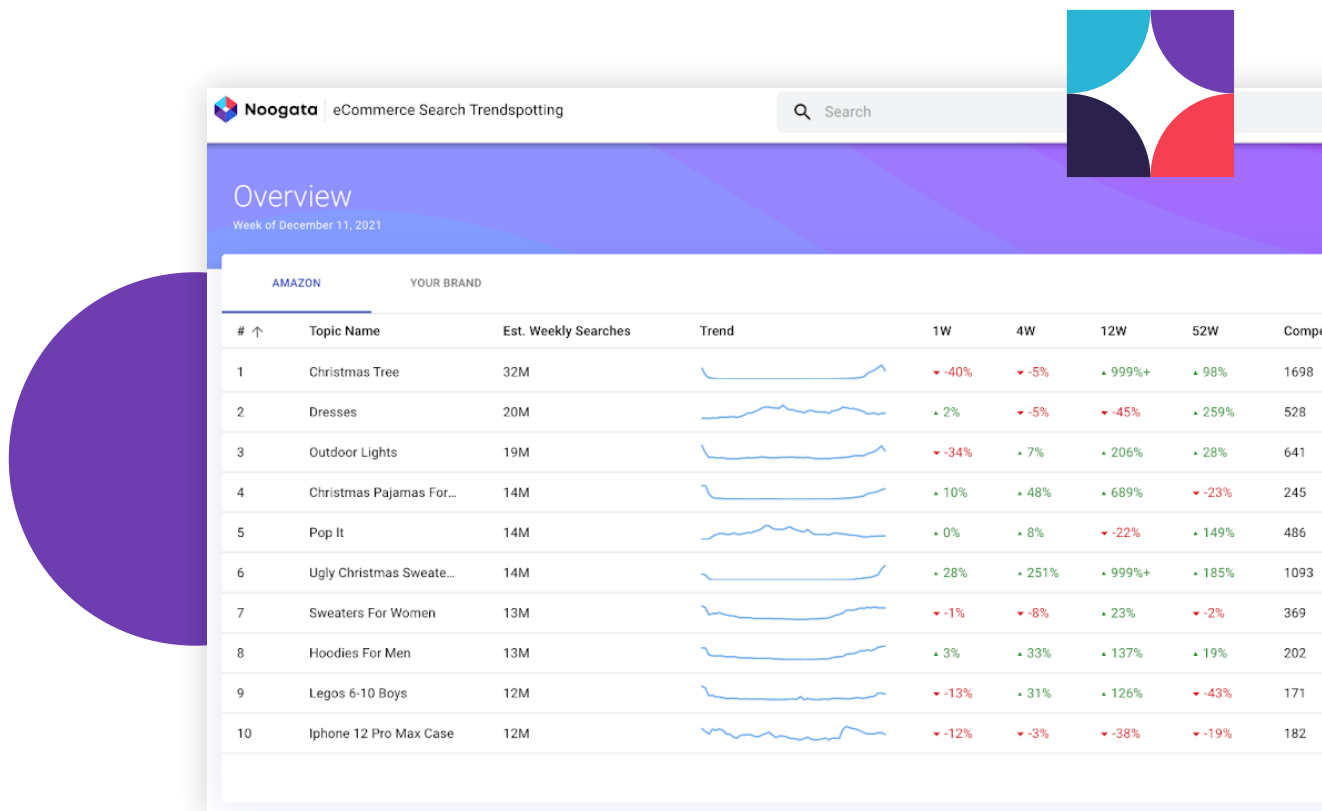 Noogata eCommerce Search Trendspotting Search
Overview
Week of December 11, 2021
AMAZON YOUR BRAND
# Topic Name Est. Weekly Searches Trend 1W 4W 12W 52W Compe
1 Christmas Tree 32M -40% -5% 999%+ 98% 1698
2 Dresses 20M 2% -5% -45% 259% 528
3 Outdoor Lights 19M -34% 7% 206% 28% 641
4 Christmas Pajamas For... 14M 10% 48% 689% -23% 245
5 Pop It 14M 0% 8% -22% 149% 486
6 Ugly Christmas Sweate... 14M 28% 251% 999%+ 185% 1093
7 Sweaters For Women 13M -1% -8% 23% -2% 369
8 Hoodies For Men 13M 3% 33% 137% 19% 202
9 Legos 6-10 Boys 12M -13% 31% 126% -43% 171
10 Iphone 12 Pro Max Case 12M -12% -3% -38% -19% 182